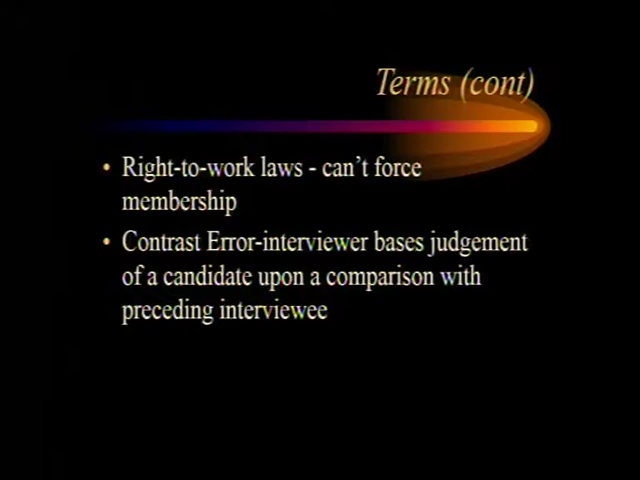 Terms (cont)
• Right-to-work laws - can't force
membership
• Contrast Error-interviewer bases judgement
of a candidate upon a comparison with
preceding interviewee